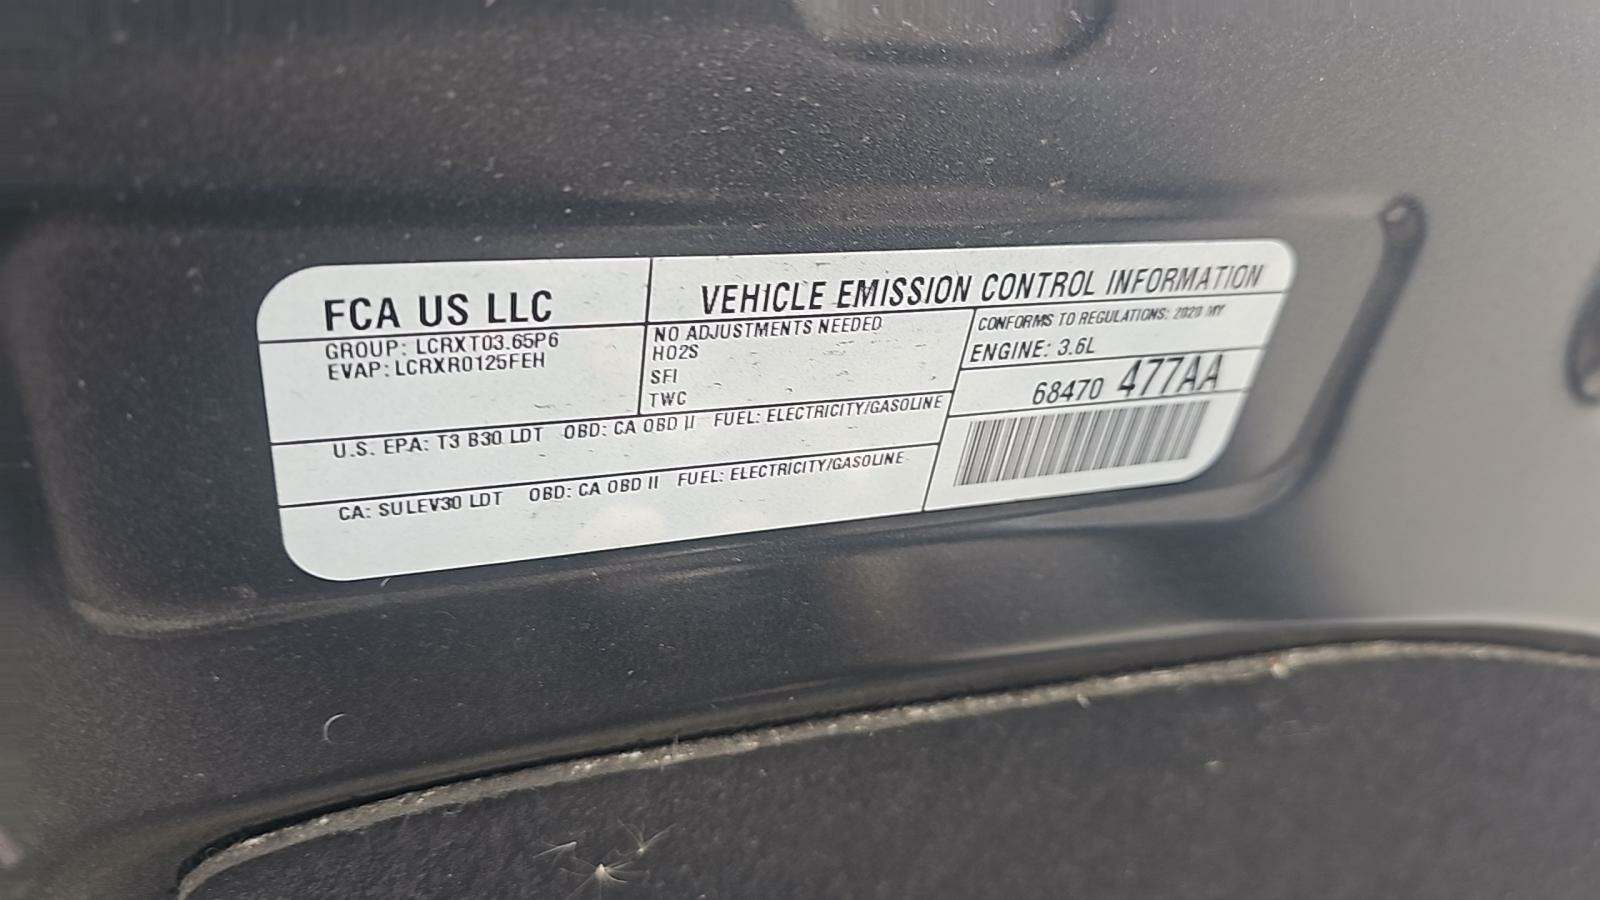 FCA US LLC
VEHICLE EMISSION CONTROL INFORMATION
GROUP: LCRXT03.65P6
EVAP: LCRXR0125FEH
NO ADJUSTMENTS NEEDED
HO2S
SFI
TWC
CONFORMS TO REGULATIONS: 2020 MY
ENGINE: 3.6L
68470 477AA
U.S. EPA: T3 B30 LDT OBD: CA OBD II FUEL: ELECTRICITY/GASOLINE
CA: SULEV30 LDT OBD: CA OBD II FUEL: ELECTRICITY/GASOLINE